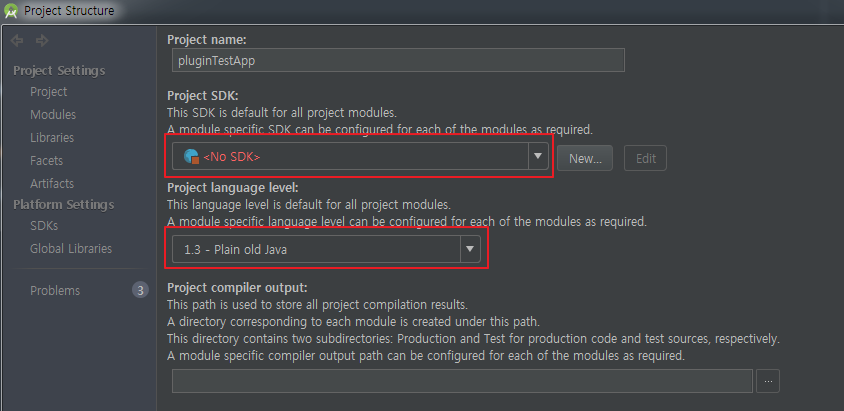 Project Structure
Project name:
pluginTestApp
Project Settings
Project
Modules
Libraries
Facets
Artifacts
Platform Settings
SDKs
Global Libraries
Problems 3
Project SDK:
This SDK is default for all project modules.
A module specific SDK can be configured for each of the modules as required.
<No SDK> New... Edit
Project language level:
This language level is default for all project modules.
A module specific language level can be configured for each of the modules as required.
1.3 - Plain old Java
Project compiler output:
This path is used to store all project compilation results.
A directory corresponding to each module is created under this path.
This directory contains two subdirectories: Production and Test for production code and test sources, respectively.
A module specific compiler output path can be configured for each of the modules as required.
...